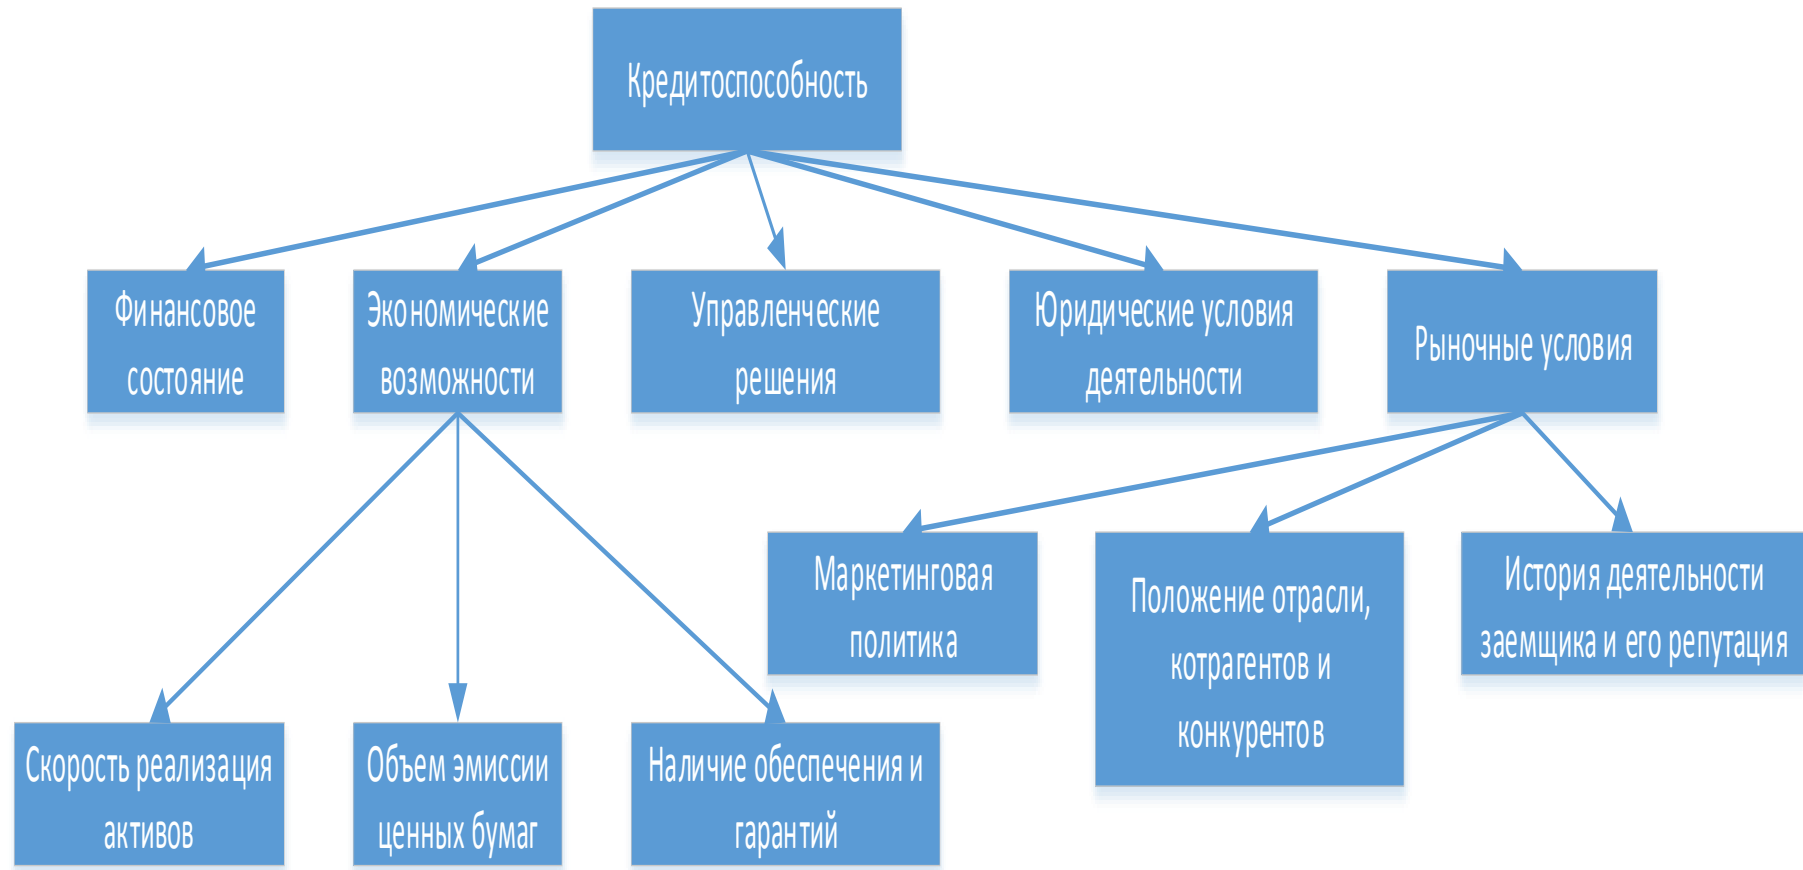 Кредитоспособность
Финансовое
состояние
Экономические
возможности
Управленческие
решения
Юридические условия
деятельности
Рыночные условия
Маркетинговая
политика
Положение отрасли,
котрагентов и
конкурентов
История деятельности
заемщика и его репутация
Скорость реализация
активов
Объем эмиссии
ценных бумаг
Наличие обеспечения и
гарантий